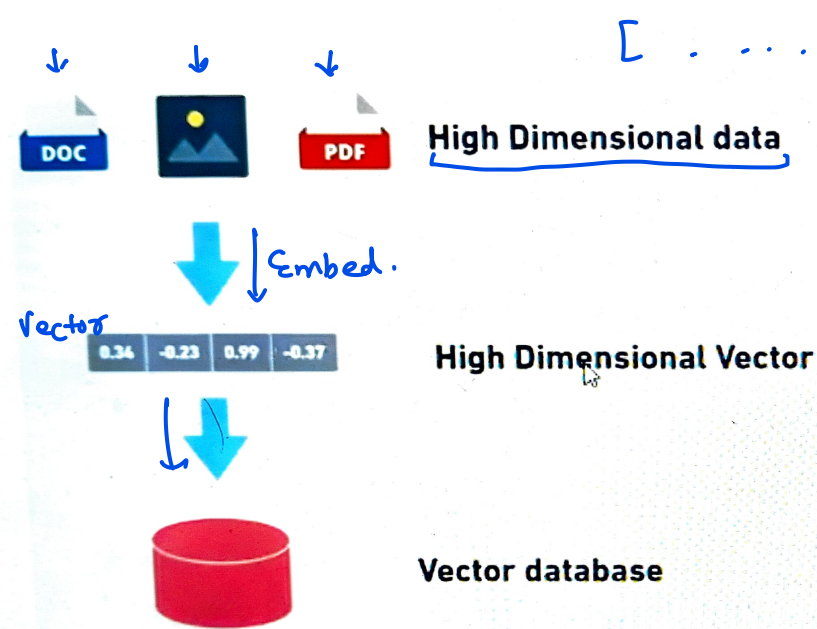 [ . . . . .
DOC
PDF
High Dimensional data
Embed.
Vector
0.34 -0.23 0.99 -0.37
High Dimensional Vector
Vector database